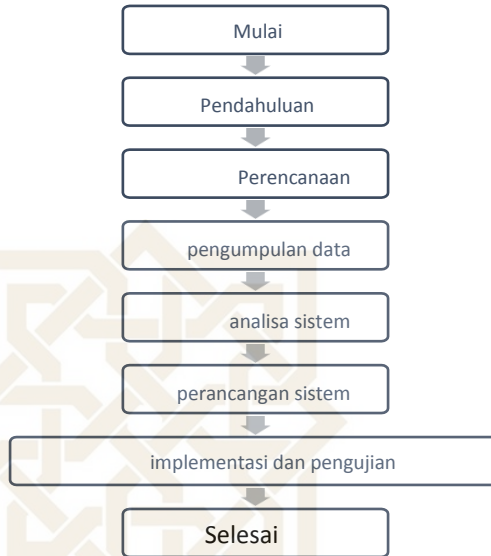 Mulai
Pendahuluan
Perencanaan
pengumpulan data
analisa sistem
perancangan sistem
implementasi dan pengujian
Selesai